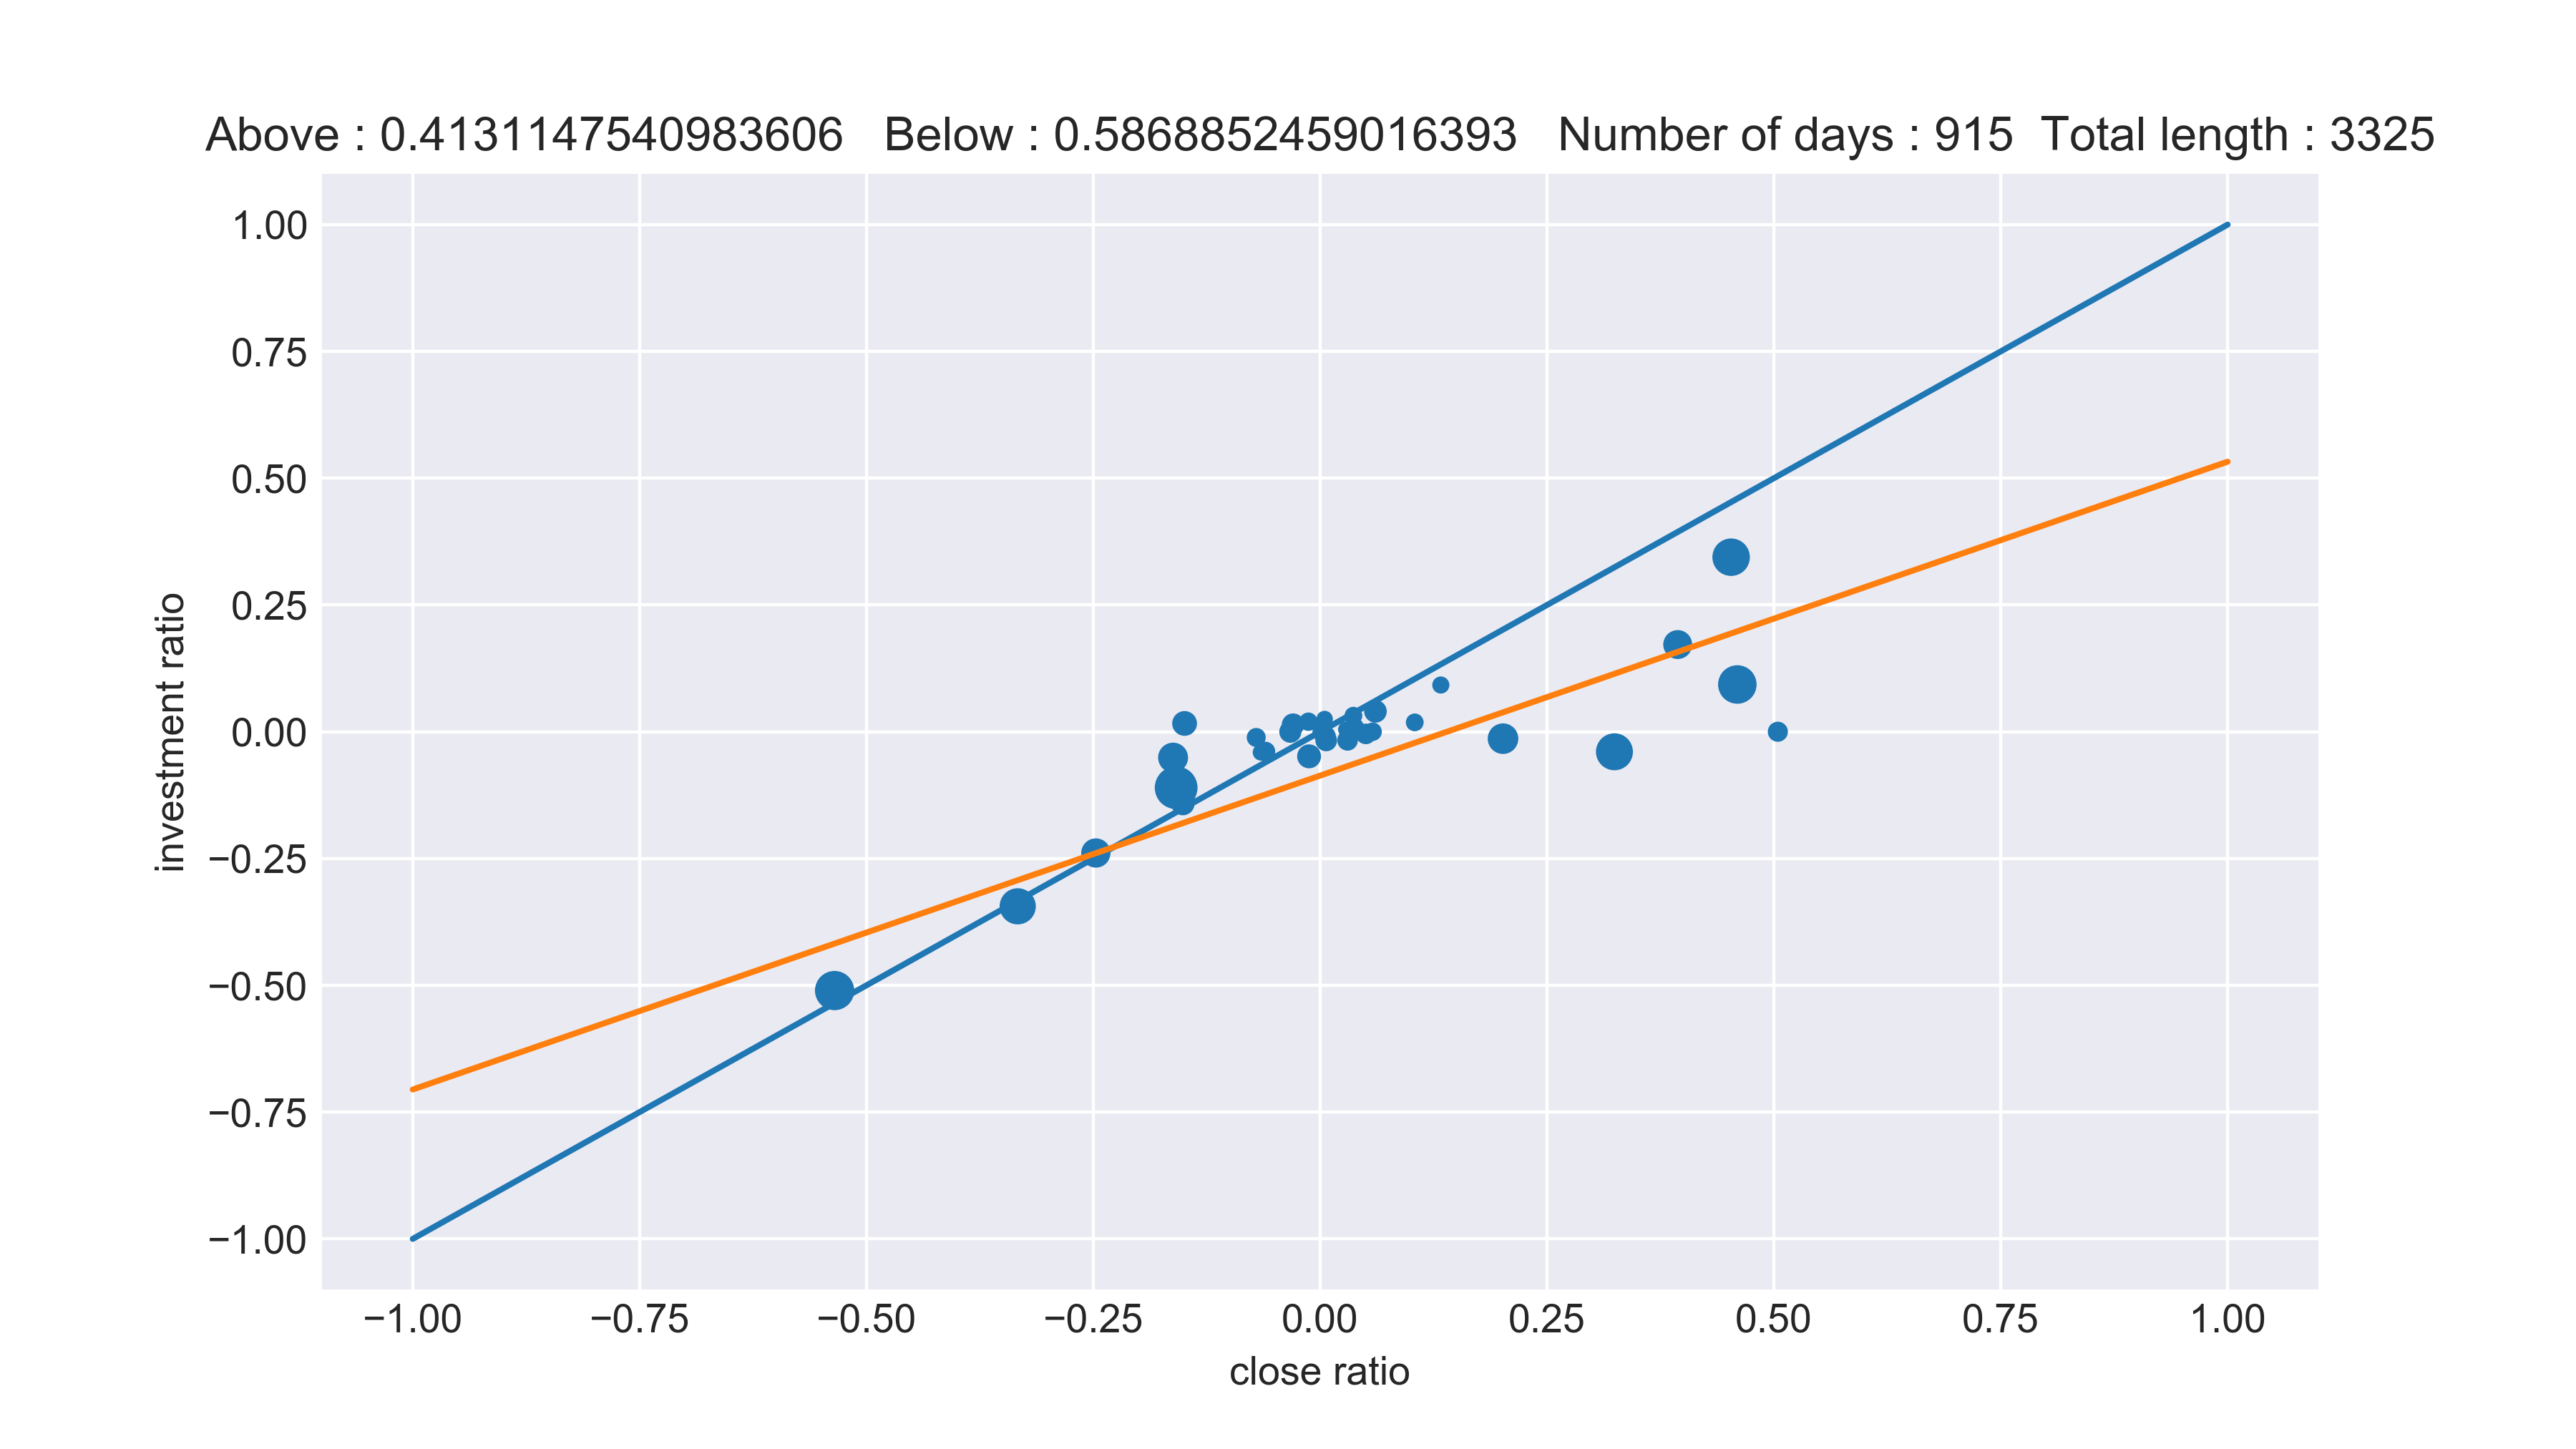 Above : 0.4131147540983606   Below : 0.5868852459016393   Number of days : 915  Total length : 3325
1.00
0.75
0.50
0.25
0.00
−0.25
−0.50
−0.75
−1.00
investment ratio
−1.00 −0.75 −0.50 −0.25 0.00 0.25 0.50 0.75 1.00
close ratio